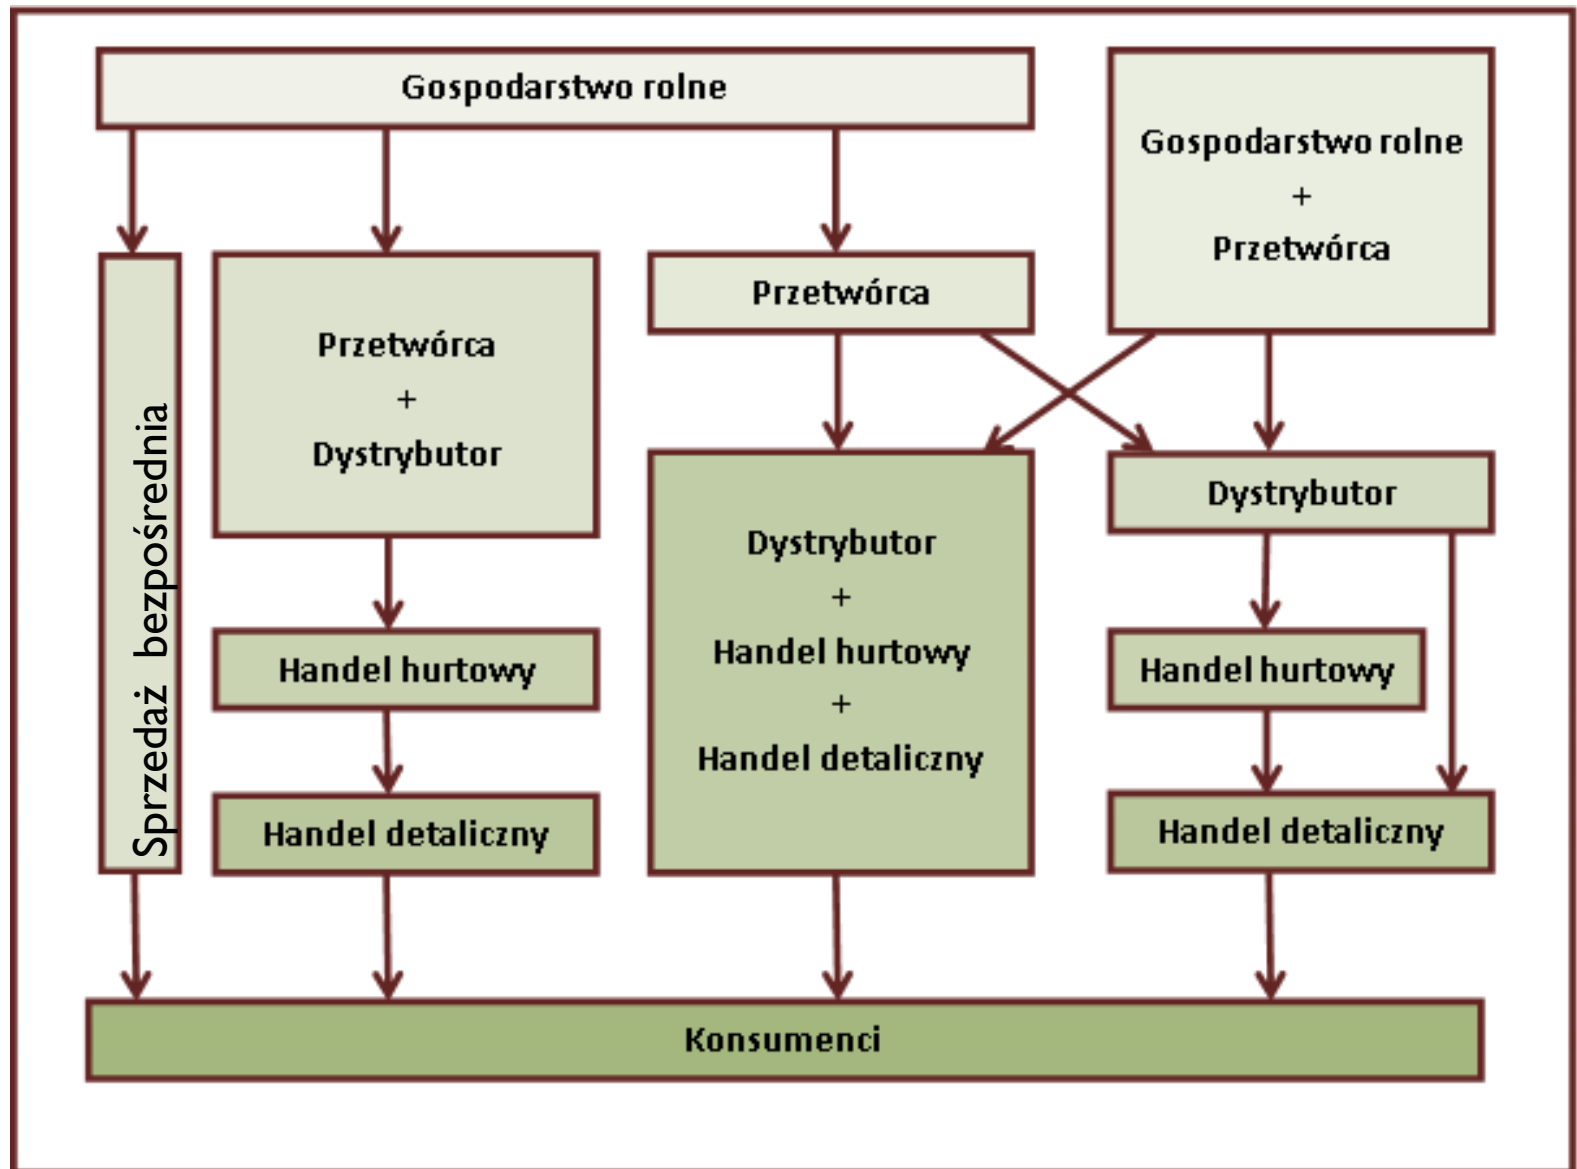 Gospodarstwo rolne
Gospodarstwo rolne
+
Przetwórca
Sprzedaż bezpośrednia
Przetwórca
+
Dystrybutor
Przetwórca
Dystrybutor
+
Handel hurtowy
+
Handel detaliczny
Dystrybutor
Handel hurtowy
Handel hurtowy
Handel detaliczny
Handel detaliczny
Konsumenci